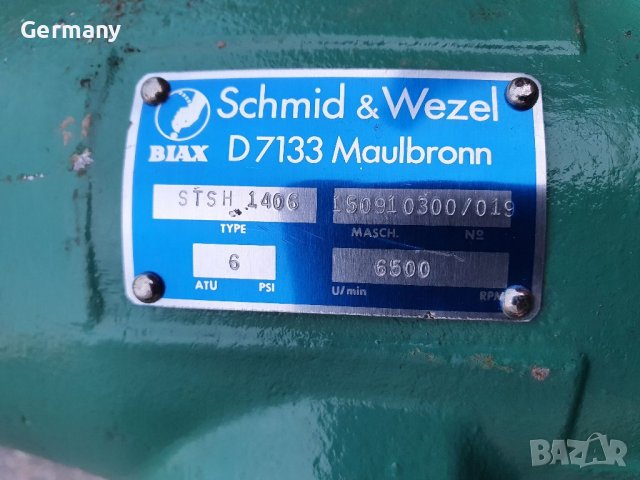 Germany
Schmid & Wezel
BIAX D 7133 Maulbronn
STSH 1406 150910300/019
TYPE MASCH. Nº
6 6500
ATU PSI U/min RPM
BAZAR